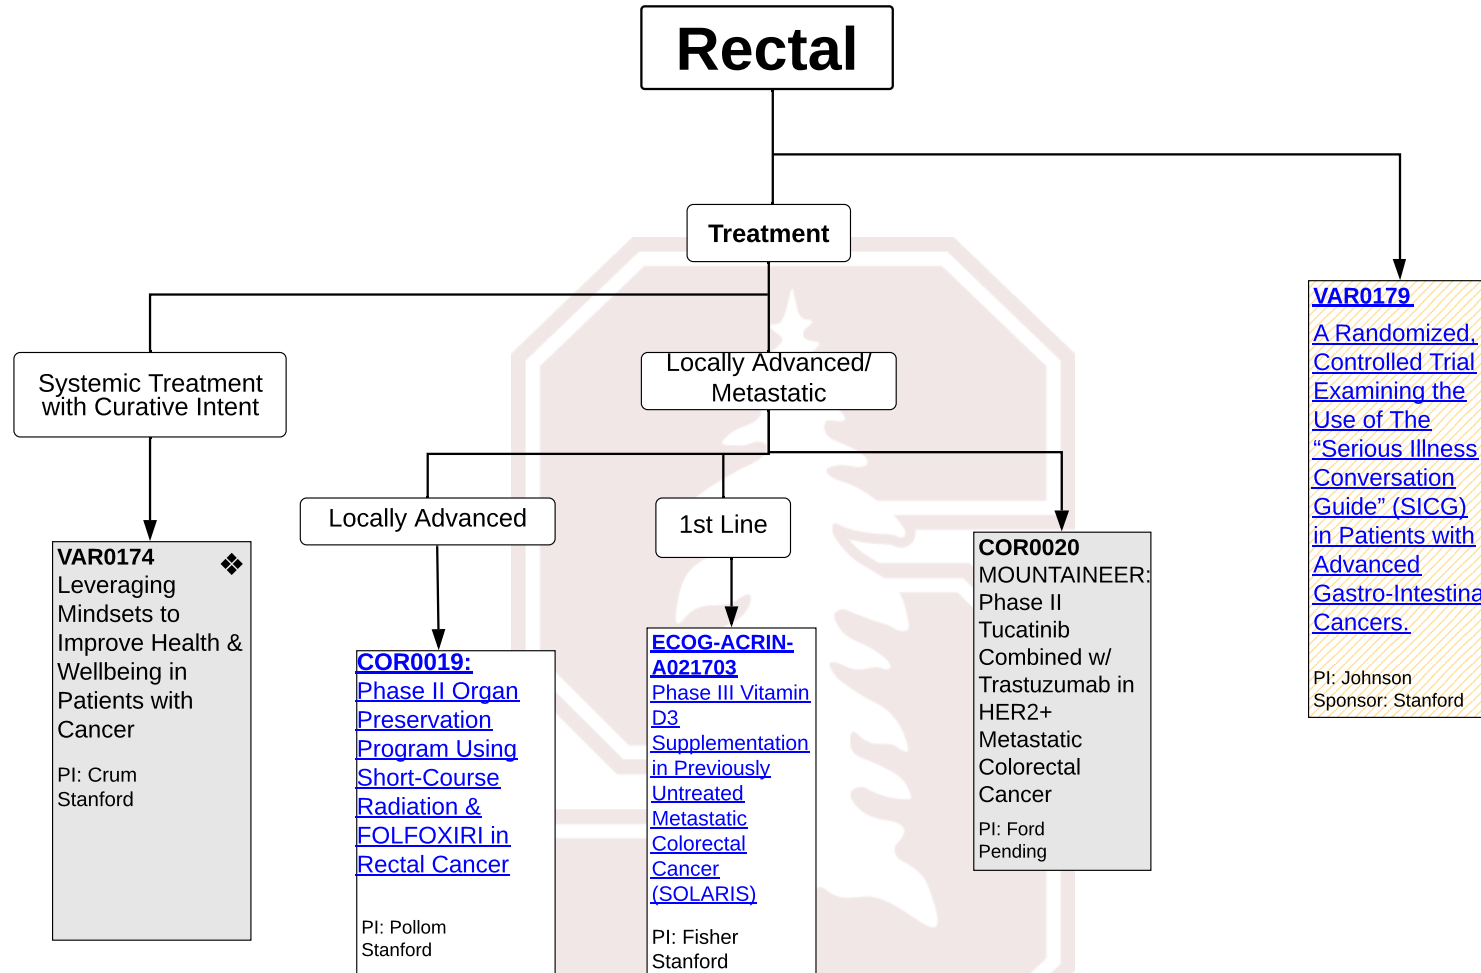 Rectal
Treatment
Systemic Treatment
with Curative Intent
Locally Advanced/
Metastatic
Locally Advanced
1st Line
VAR0174
❖
Leveraging
Mindsets to
Improve Health &
Wellbeing in
Patients with
Cancer
PI: Crum
Stanford
COR0019:
Phase II Organ
Preservation
Program Using
Short-Course
Radiation &
FOLFOXIRI in
Rectal Cancer
PI: Pollom
Stanford
ECOG-ACRIN-
A021703
Phase III Vitamin
D3
Supplementation
in Previously
Untreated
Metastatic
Colorectal
Cancer
(SOLARIS)
PI: Fisher
Stanford
COR0020
MOUNTAINEER:
Phase II
Tucatinib
Combined w/
Trastuzumab in
HER2+
Metastatic
Colorectal
Cancer
PI: Ford
Pending
VAR0179
A Randomized,
Controlled Trial
Examining the
Use of The
“Serious Illness
Conversation
Guide” (SICG)
in Patients with
Advanced
Gastro-Intestina
Cancers.
PI: Johnson
Sponsor: Stanford